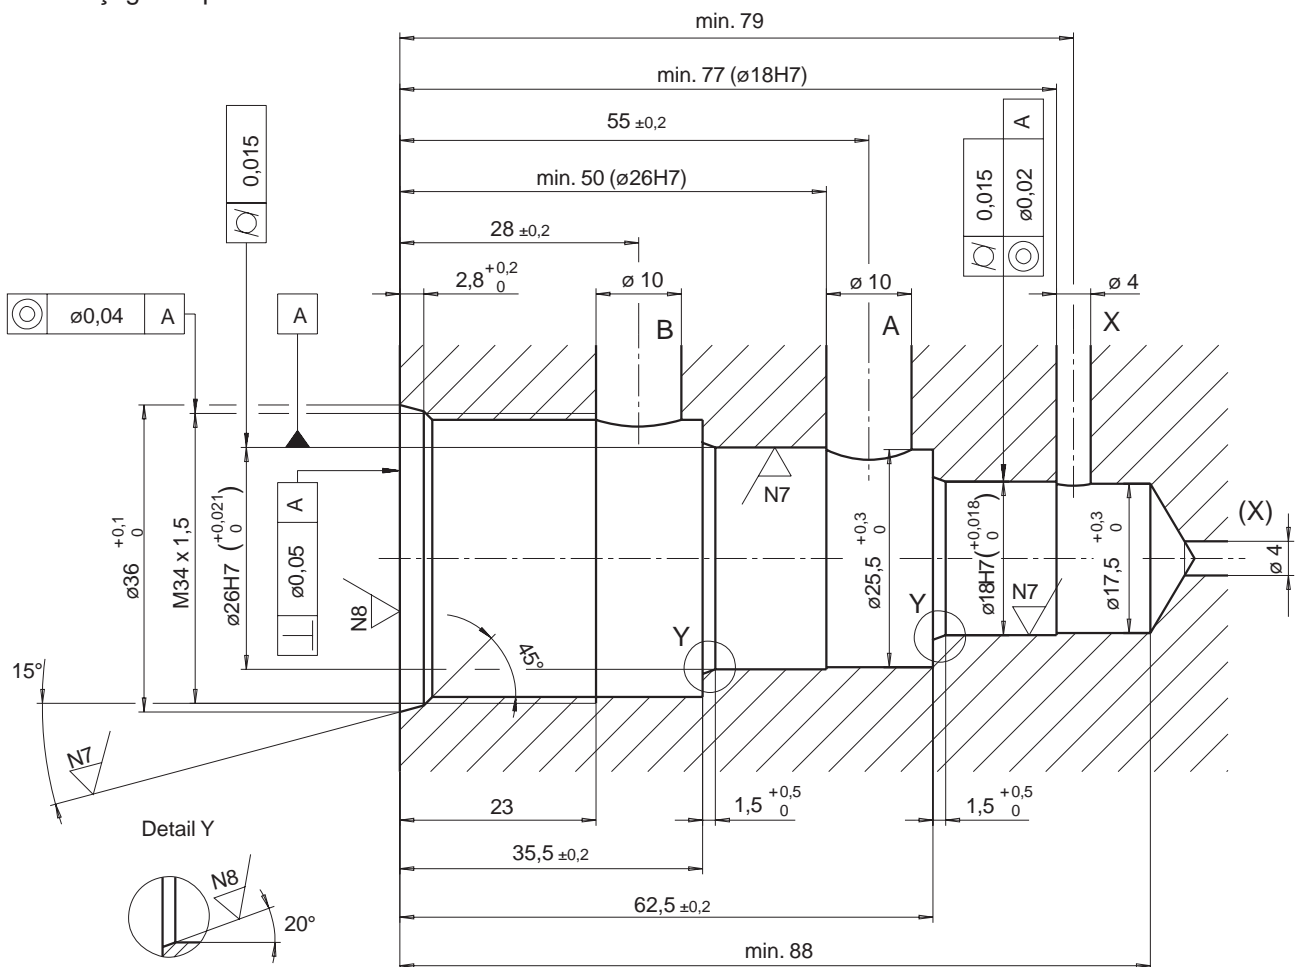 min. 79
min. 77 (ø18H7)
55 ±0,2
min. 50 (ø26H7)
28 ±0,2
2,8 +0,2 0
ø 10
ø 10
ø 4
0,015
0,015
A
ø0,02
ø0,04 A
A
B
A
X
(X)
ø 4
ø36 +0,1 0
M34 x 1,5
ø26H7 (+0,021 0)
ø0,05 A
N8
N7
ø25,5 +0,3 0
ø18H7 (+0,018 0)
N7
ø17,5 +0,3 0
Y
Y
45°
15°
N7
23
1,5 +0,5 0
1,5 +0,5 0
35,5 ±0,2
62,5 ±0,2
min. 88
Detail Y
N8
20°